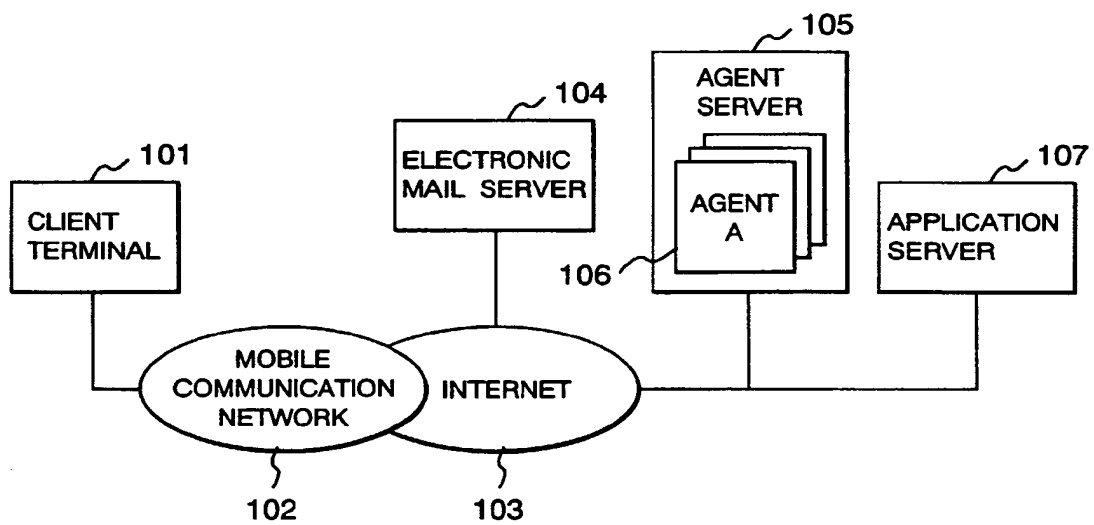 105
AGENT
SERVER
104
ELECTRONIC
MAIL SERVER
101
CLIENT
TERMINAL
107
APPLICATION
SERVER
AGENT
A
106
MOBILE
COMMUNICATION
NETWORK
INTERNET
102
103